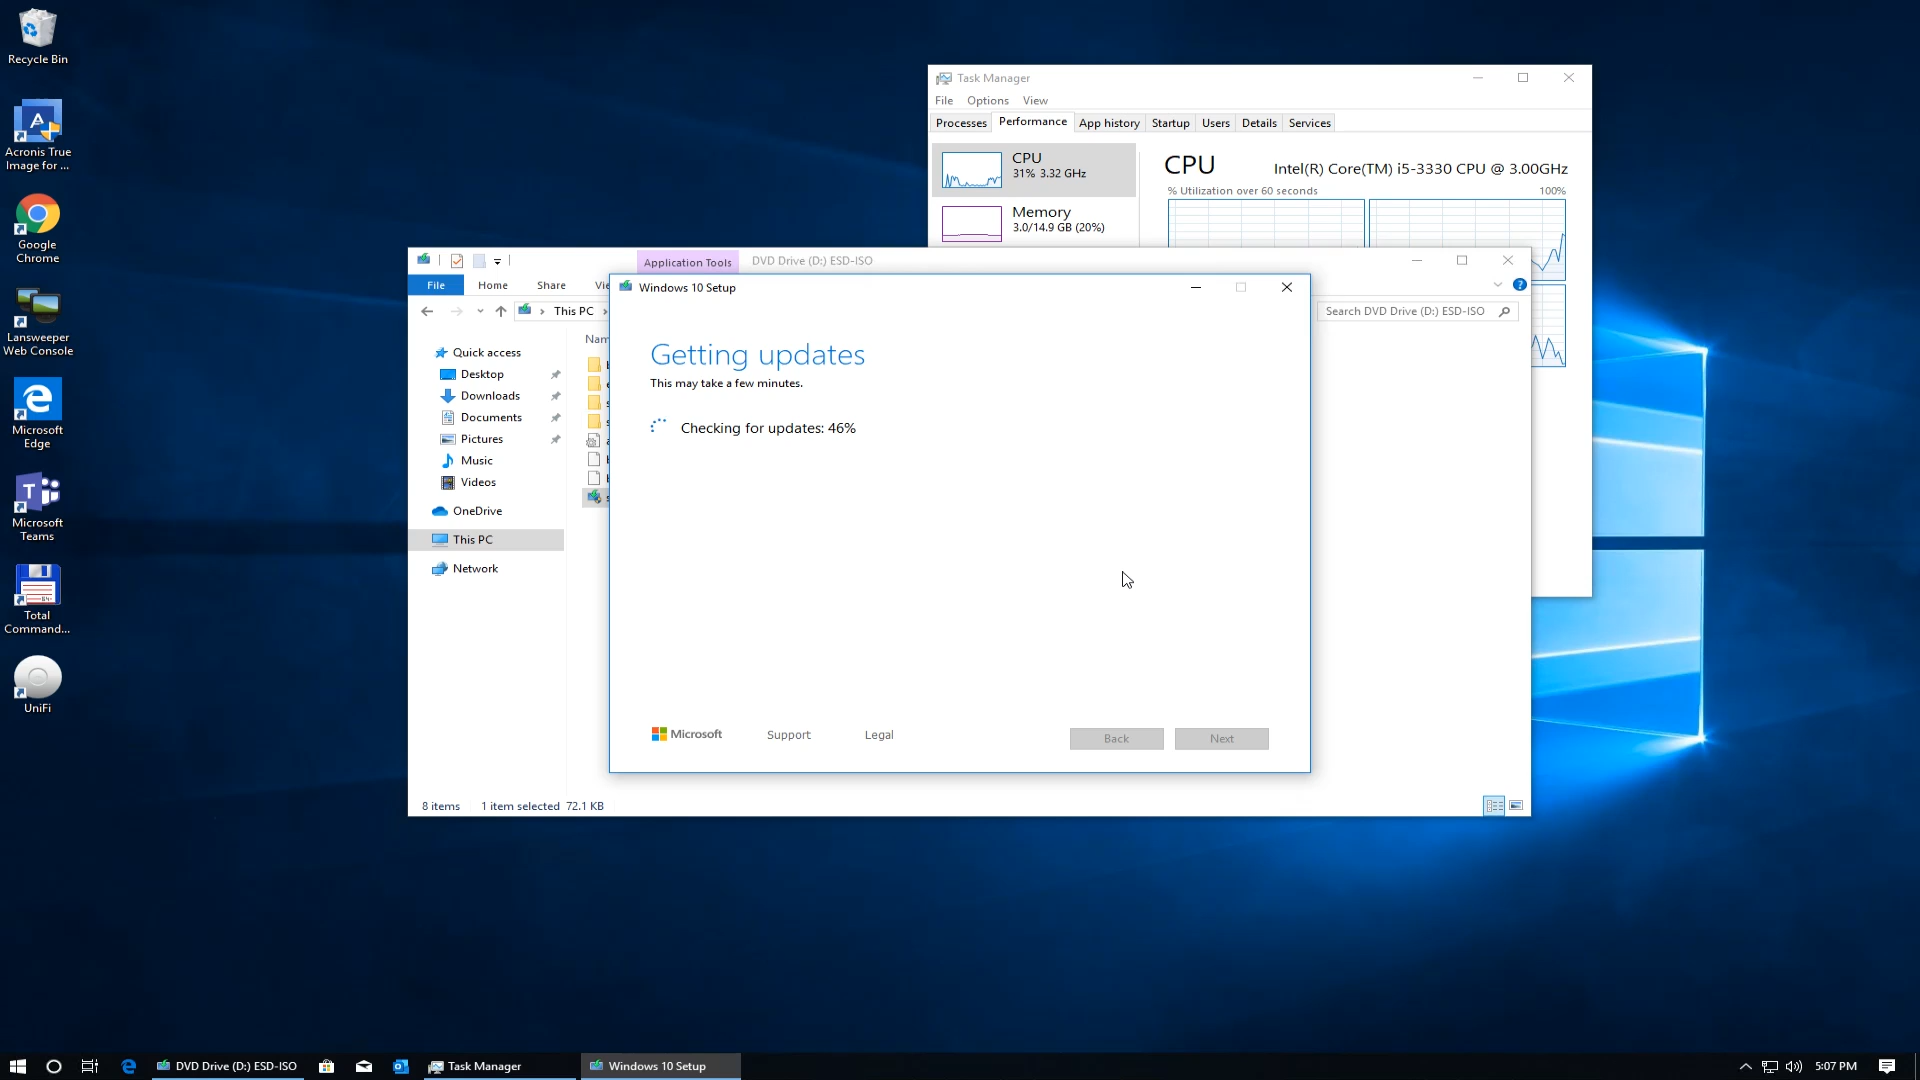 Recycle Bin
Acronis True
Image for ...
Google
Chrome
Lansweeper
Web Console
Microsoft
Edge
Microsoft
Teams
Total
Command...
UniFi
Task Manager
File Options View
Processes Performance App history Startup Users Details Services
CPU
31% 3.32 GHz
Memory
3.0/14.9 GB (20%)
CPU Intel(R) Core(TM) i5-3330 CPU @ 3.00GHz
% Utilization over 60 seconds 100%
Application Tools DVD Drive (D:) ESD-ISO
File Home Share
This PC
Search DVD Drive (D:) ESD-ISO
Quick access
Desktop
Downloads
Documents
Pictures
Music
Videos
OneDrive
This PC
Network
8 items 1 item selected 72.1 KB
Windows 10 Setup
Getting updates
This may take a few minutes.
Checking for updates: 46%
Microsoft Support Legal Back Next
DVD Drive (D:) ESD-ISO Task Manager Windows 10 Setup 5:07 PM